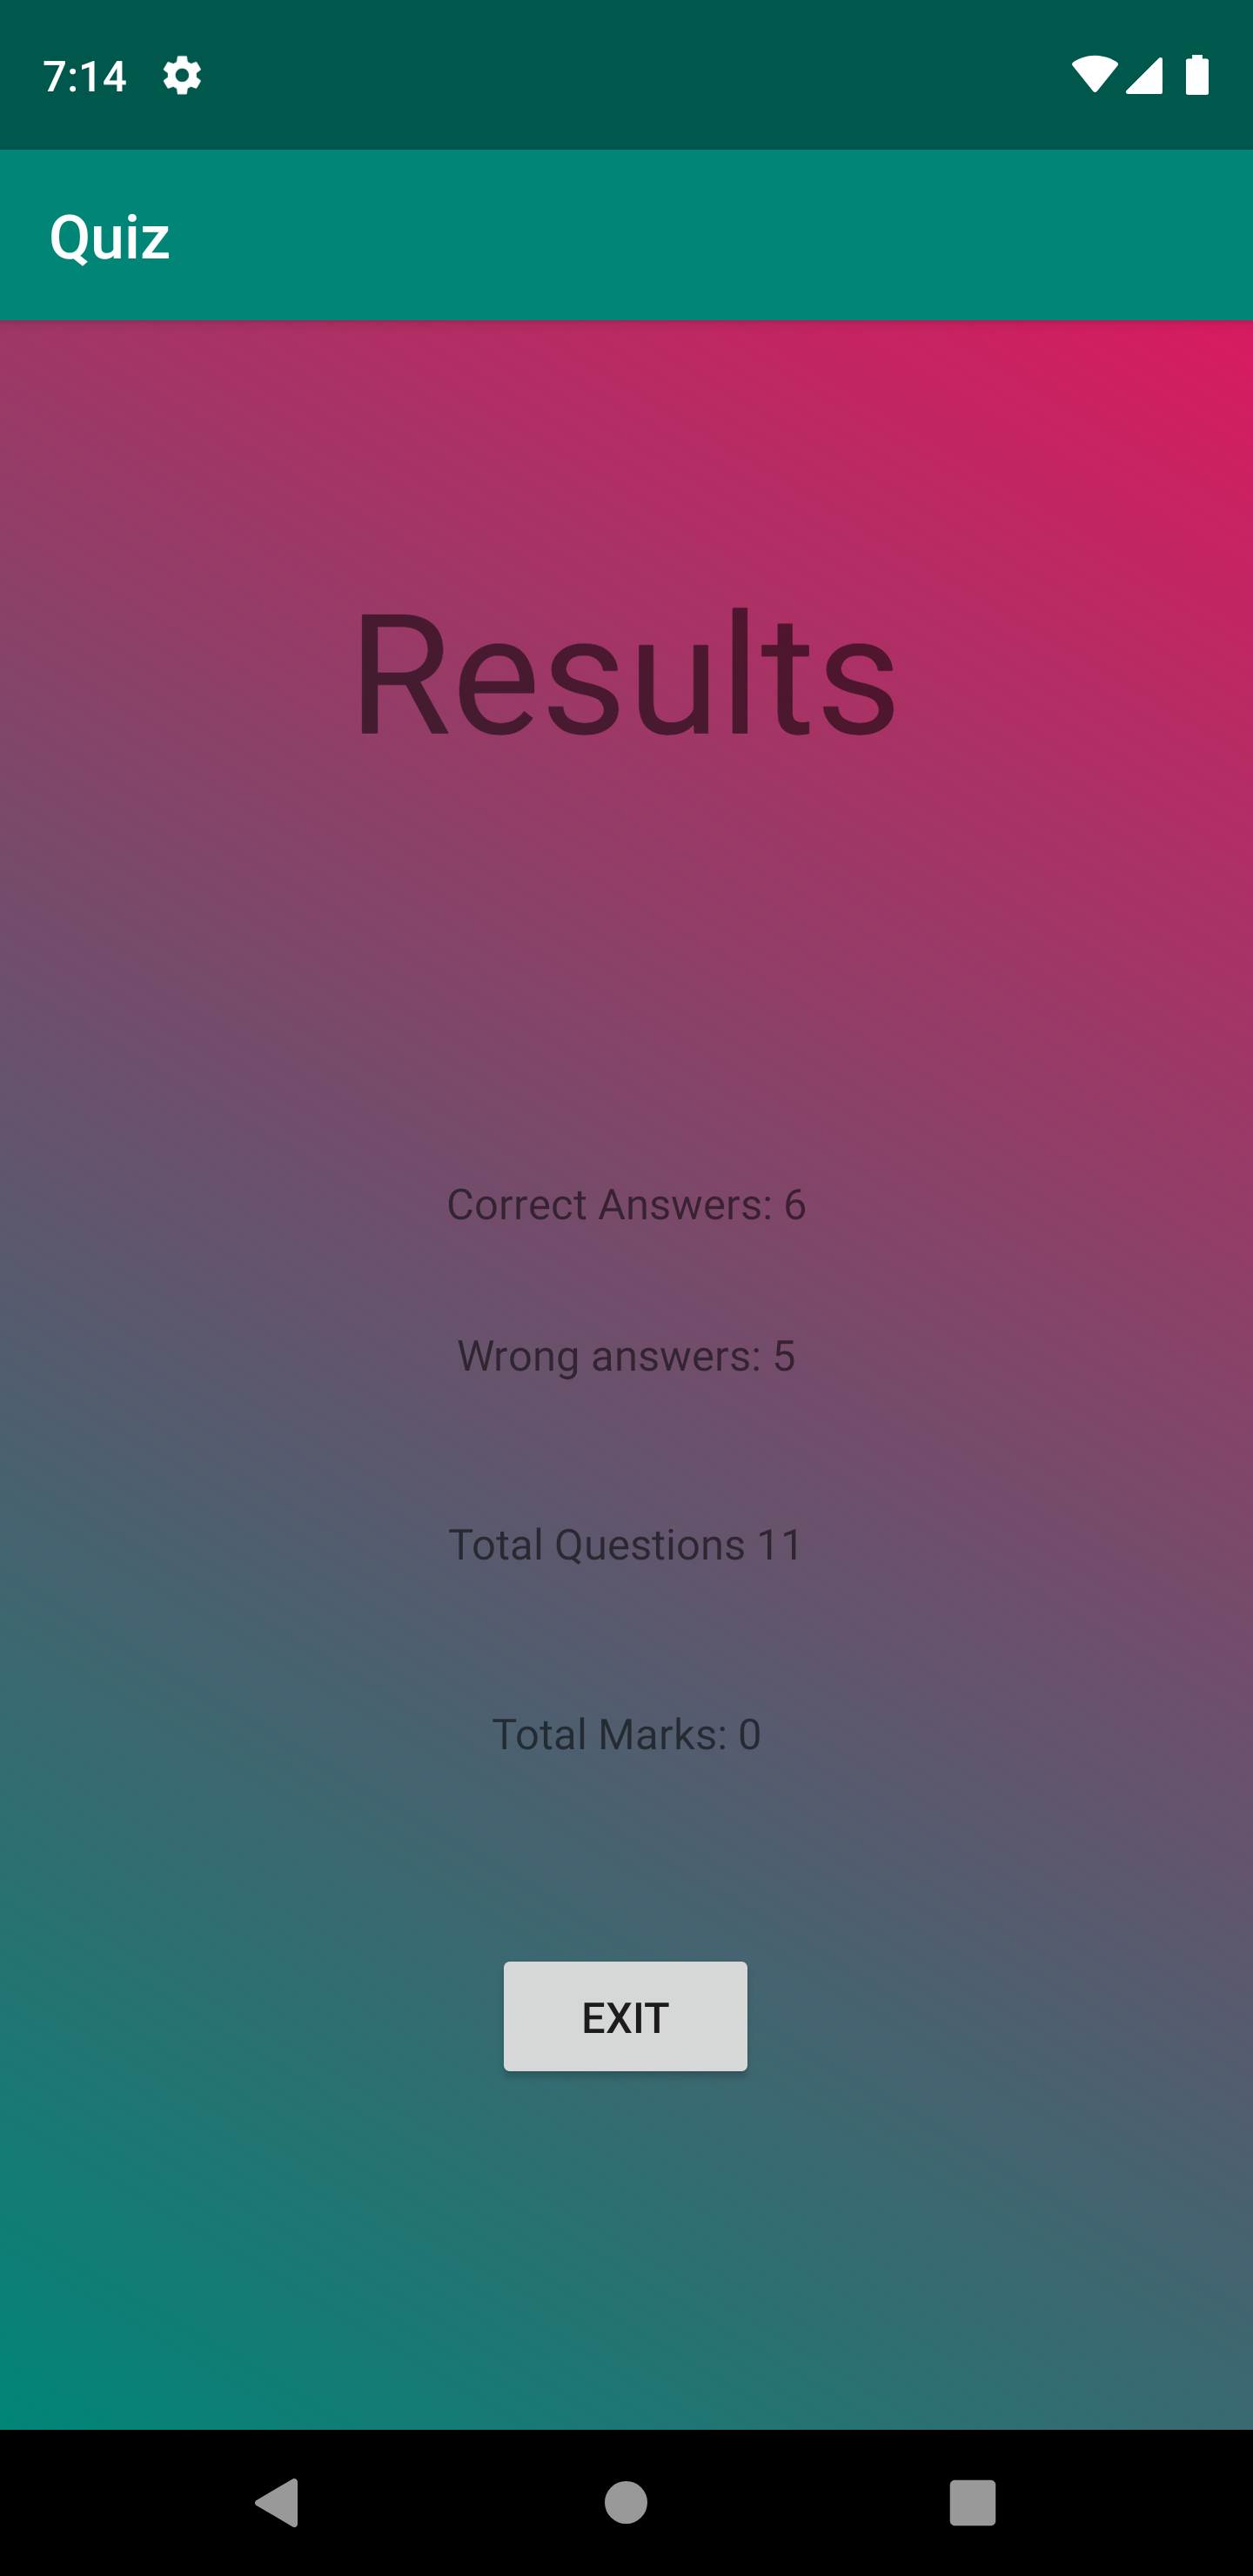 7:14
Quiz
Results
Correct Answers: 6
Wrong answers: 5
Total Questions 11
Total Marks: 0
EXIT